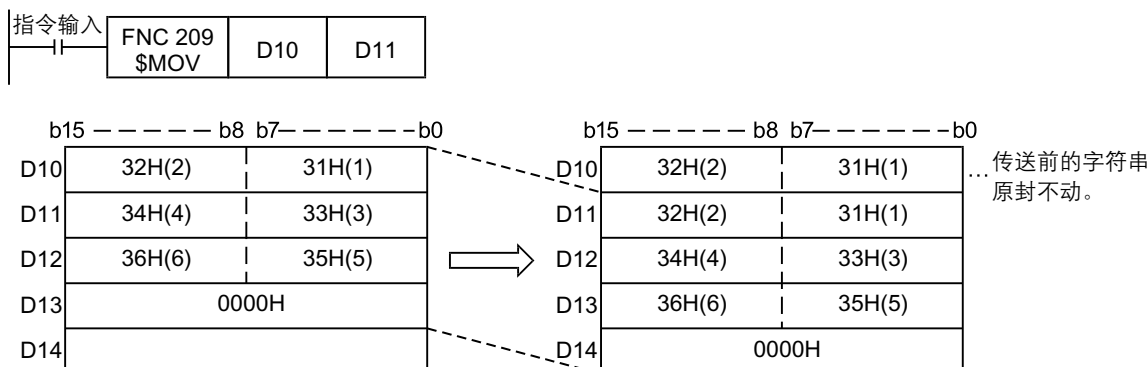 指令输入
FNC 209
$MOV
D10
D11
b15 b8 b7 b0
D10 32H(2) 31H(1)
D11 34H(4) 33H(3)
D12 36H(6) 35H(5)
D13 0000H
D14
b15 b8 b7 b0
D10 32H(2) 31H(1)
…传送前的字符串
原封不动。
D11 32H(2) 31H(1)
D12 34H(4) 33H(3)
D13 36H(6) 35H(5)
D14 0000H